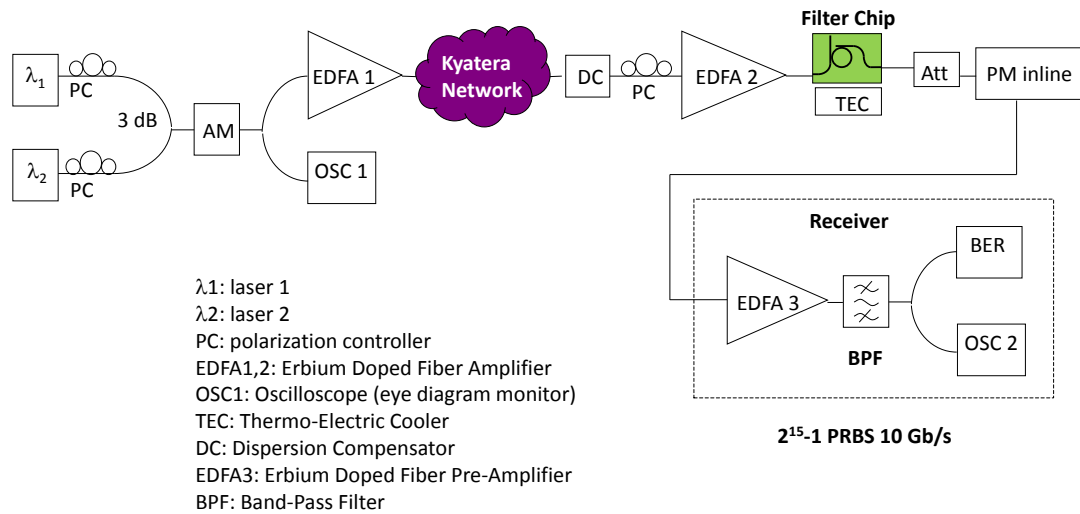 Filter Chip
λ1
PC
3 dB
AM
EDFA 1
Kyatera
Network
DC
PC
EDFA 2
TEC
Att
PM inline
λ2
PC
OSC 1
Receiver
EDFA 3
BPF
BER
OSC 2
2¹⁵-1 PRBS 10 Gb/s
λ1: laser 1
λ2: laser 2
PC: polarization controller
EDFA1,2: Erbium Doped Fiber Amplifier
OSC1: Oscilloscope (eye diagram monitor)
TEC: Thermo-Electric Cooler
DC: Dispersion Compensator
EDFA3: Erbium Doped Fiber Pre-Amplifier
BPF: Band-Pass Filter